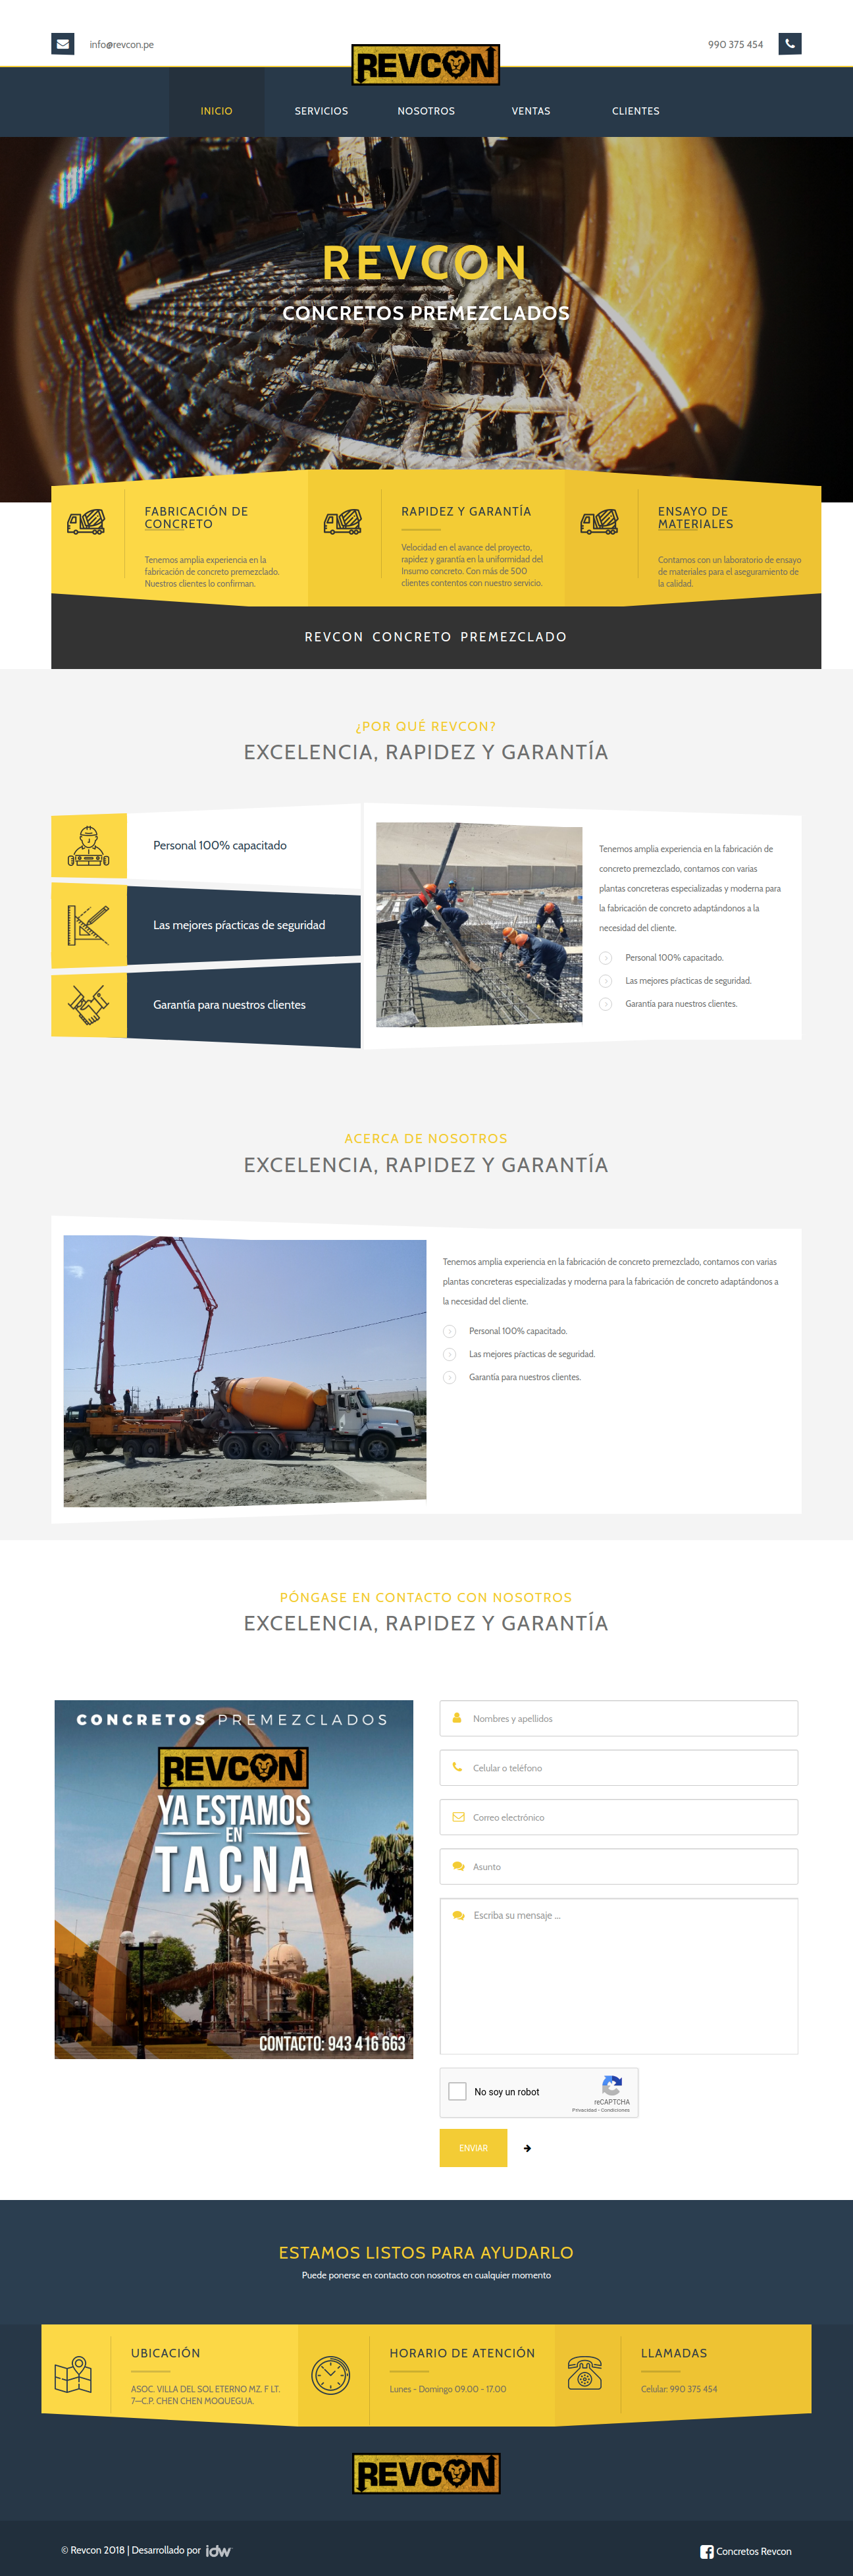 info@revcon.pe
REVCON
990 375 454
INICIO
SERVICIOS
NOSOTROS
VENTAS
CLIENTES
REVCON
CONCRETOS PREMEZCLADOS
FABRICACIÓN DE
CONCRETO
Tenemos amplia experiencia en la
fabricación de concreto premezclado.
Nuestros clientes lo confirman.
RAPIDEZ Y GARANTÍA
Velocidad en el avance del proyecto,
rapidez y garantía en la uniformidad del
Insumo concreto. Con más de 500
clientes contentos con nuestro servicio.
ENSAYO DE
MATERIALES
Contamos con un laboratorio de ensayo
de materiales para el aseguramiento de
la calidad.
REVCON CONCRETO PREMEZCLADO
¿POR QUÉ REVCON?
EXCELENCIA, RAPIDEZ Y GARANTÍA
Personal 100% capacitado
Las mejores pŕacticas de seguridad
Garantía para nuestros clientes
Tenemos amplia experiencia en la fabricación de
concreto premezclado, contamos con varias
plantas concreteras especializadas y moderna para
la fabricación de concreto adaptándonos a la
necesidad del cliente.
Personal 100% capacitado.
Las mejores pŕacticas de seguridad.
Garantía para nuestros clientes.
ACERCA DE NOSOTROS
EXCELENCIA, RAPIDEZ Y GARANTÍA
Tenemos amplia experiencia en la fabricación de concreto premezclado, contamos con varias
plantas concreteras especializadas y moderna para la fabricación de concreto adaptándonos a
la necesidad del cliente.
Personal 100% capacitado.
Las mejores pŕacticas de seguridad.
Garantía para nuestros clientes.
PÓNGASE EN CONTACTO CON NOSOTROS
EXCELENCIA, RAPIDEZ Y GARANTÍA
CONCRETOS PREMEZCLADOS
REVCON
YA ESTAMOS
EN
TACNA
CONTACTO: 943 416 663
Nombres y apellidos
Celular o teléfono
Correo electrónico
Asunto
Escriba su mensaje ...
No soy un robot
reCAPTCHA
Privacidad - Condiciones
ENVIAR
ESTAMOS LISTOS PARA AYUDARLO
Puede ponerse en contacto con nosotros en cualquier momento
UBICACIÓN
ASOC. VILLA DEL SOL ETERNO MZ. F LT.
7–C.P. CHEN CHEN MOQUEGUA.
HORARIO DE ATENCIÓN
Lunes - Domingo 09.00 - 17.00
LLAMADAS
Celular: 990 375 454
REVCON
© Revcon 2018 | Desarrollado por idw
Concretos Revcon